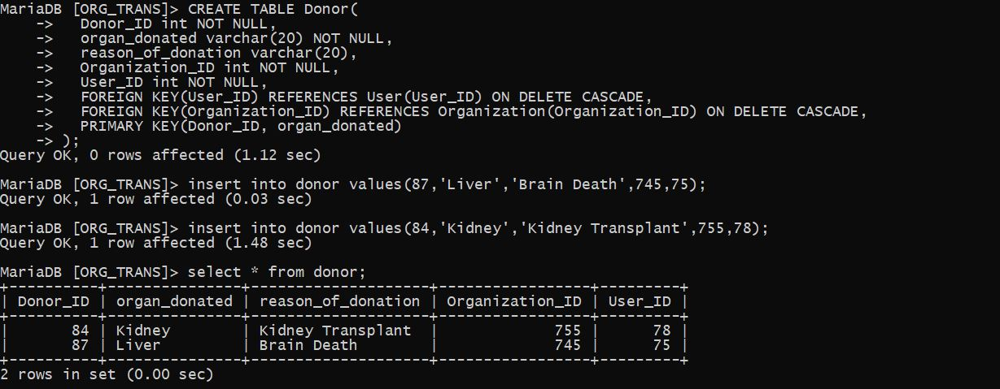 MariaDB [ORG_TRANS]> CREATE TABLE Donor(
    ->   Donor_ID int NOT NULL,
    ->   organ_donated varchar(20) NOT NULL,
    ->   reason_of_donation varchar(20),
    ->   Organization_ID int NOT NULL,
    ->   User_ID int NOT NULL,
    ->   FOREIGN KEY(User_ID) REFERENCES User(User_ID) ON DELETE CASCADE,
    ->   FOREIGN KEY(Organization_ID) REFERENCES Organization(Organization_ID) ON DELETE CASCADE,
    ->   PRIMARY KEY(Donor_ID, organ_donated)
    -> );
Query OK, 0 rows affected (1.12 sec)

MariaDB [ORG_TRANS]> insert into donor values(87,'Liver','Brain Death',745,75);
Query OK, 1 row affected (0.03 sec)

MariaDB [ORG_TRANS]> insert into donor values(84,'Kidney','Kidney Transplant',755,78);
Query OK, 1 row affected (1.48 sec)

MariaDB [ORG_TRANS]> select * from donor;
+----------+---------------+--------------------+-----------------+---------+
| Donor_ID | organ_donated | reason_of_donation | Organization_ID | User_ID |
+----------+---------------+--------------------+-----------------+---------+
|       84 | Kidney        | Kidney Transplant  |             755 |      78 |
|       87 | Liver         | Brain Death        |             745 |      75 |
+----------+---------------+--------------------+-----------------+---------+
2 rows in set (0.00 sec)